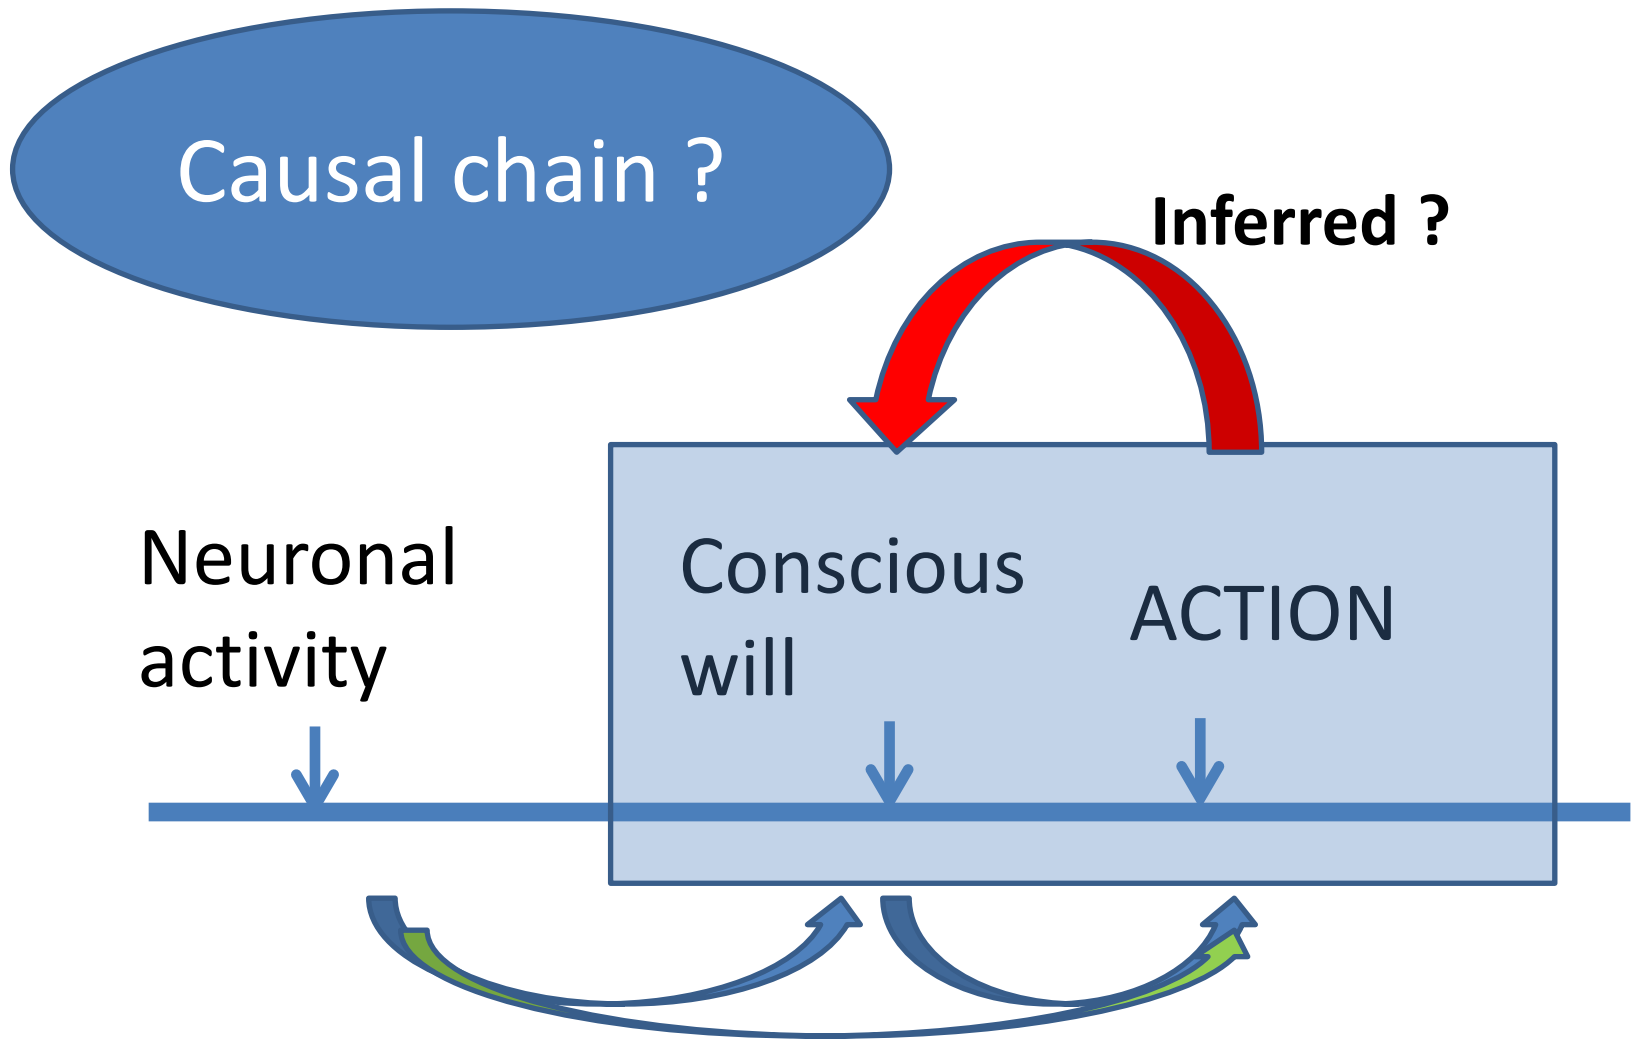 Causal chain ?
Inferred ?
Neuronal
activity
Conscious
will
ACTION